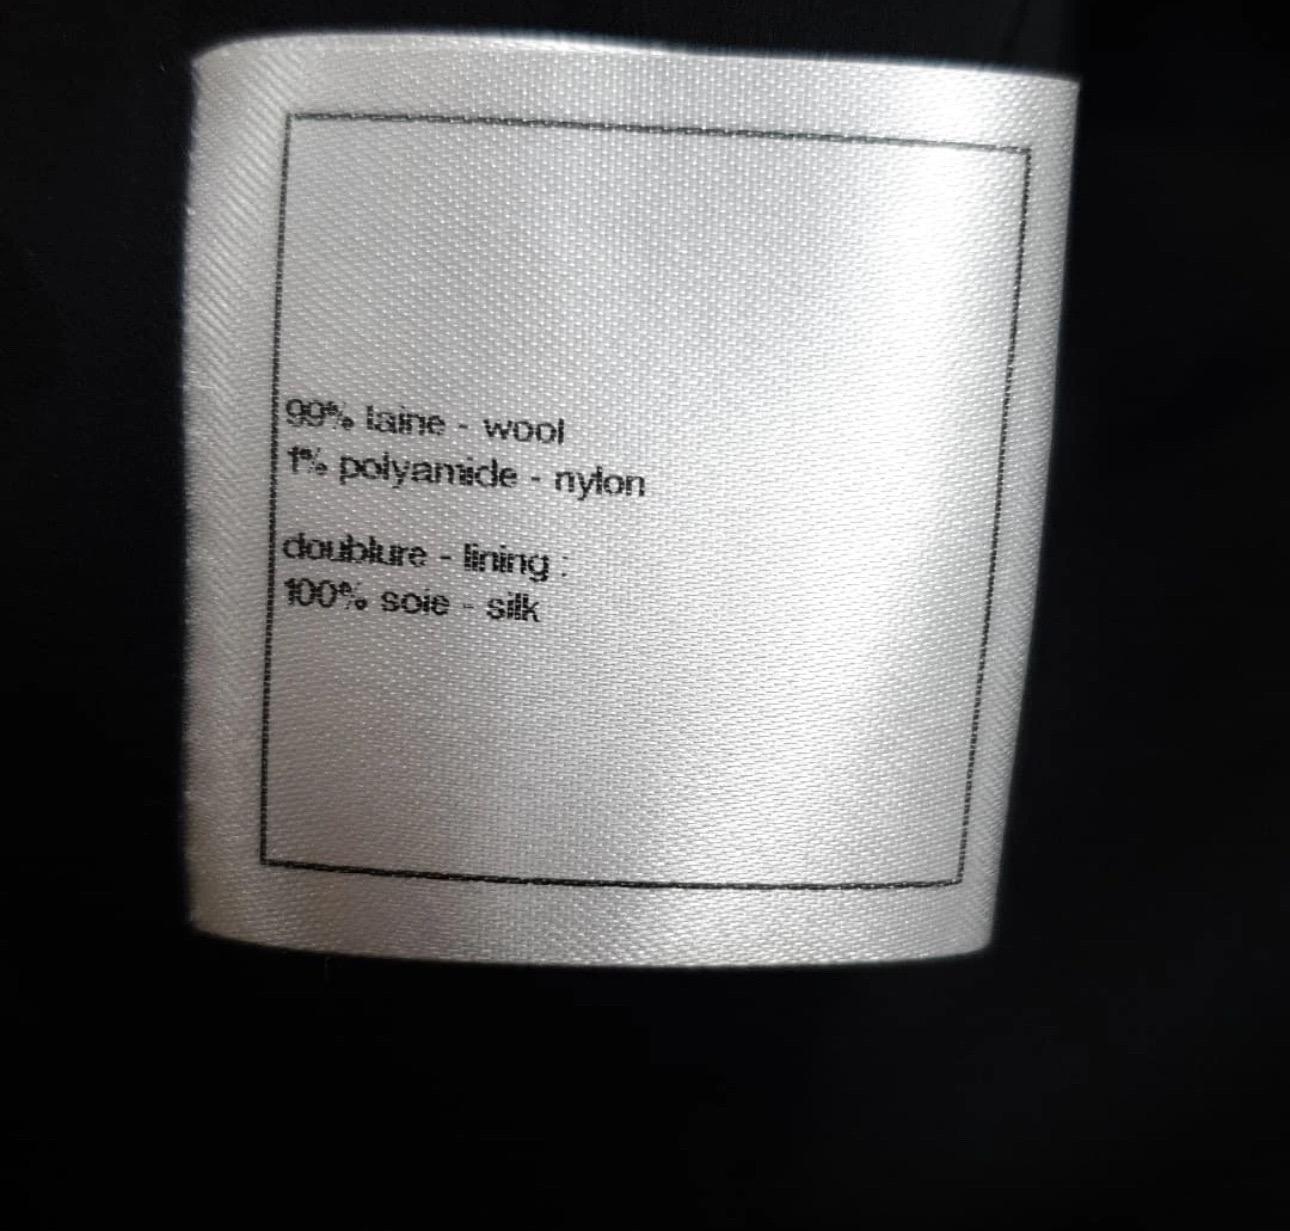 99% laine - wool
1% polyamide - nylon
doublure - lining :
100% soie - silk